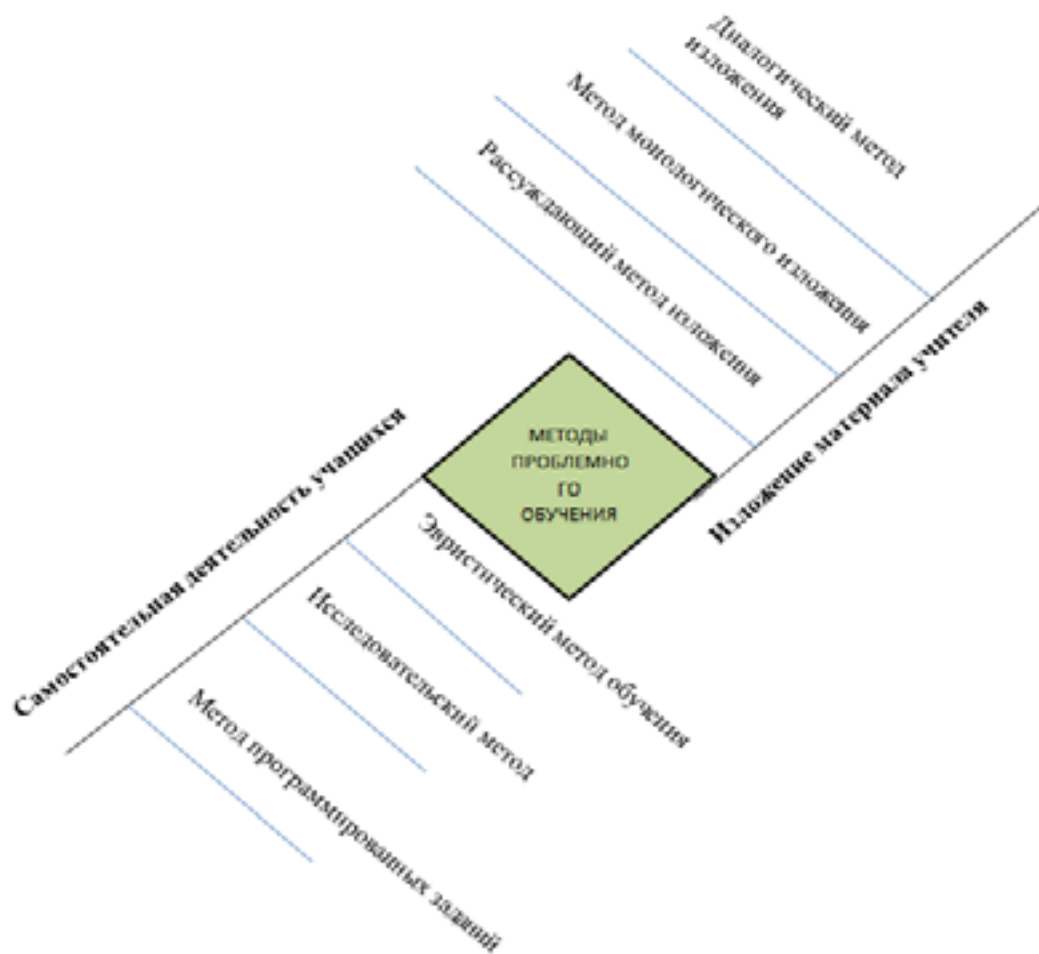 Диалогический метод
изложения
Метод монологического изложения
Рассуждающий метод изложения
Изложение материала учителя
МЕТОДЫ
ПРОБЛЕМНО
ГО
ОБУЧЕНИЯ
Самостоятельная деятельность учащихся
Эвристический метод обучения
Исследовательский метод
Метод программированных заданий